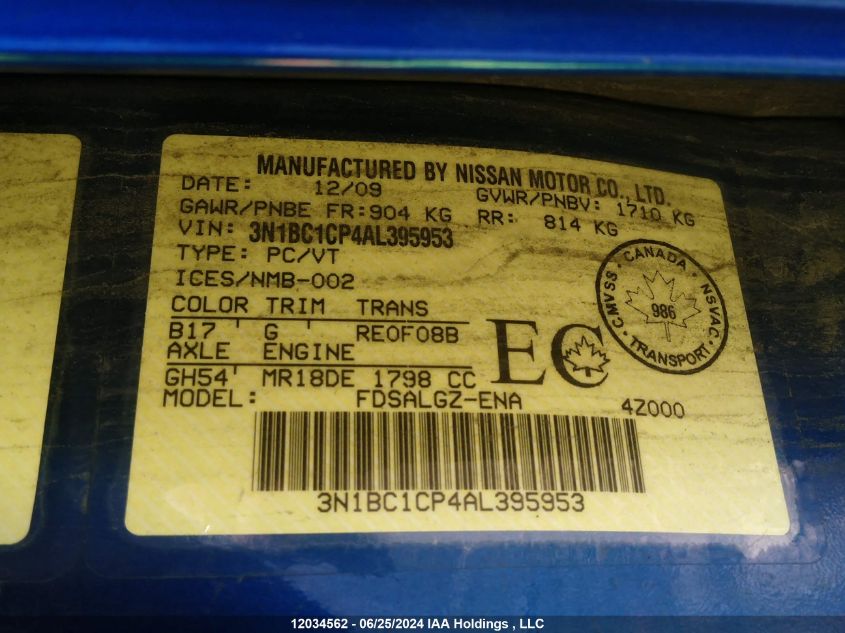 MANUFACTURED BY NISSAN MOTOR CO., LTD.
DATE: 12/09 GVWR/PNBV: 1710 KG
GAWR/PNBE FR: 904 KG RR: 814 KG
VIN: 3N1BC1CP4AL395953
TYPE: PC/VT
ICES/NMB-002
COLOR TRIM TRANS
B17 G RE0F08B
AXLE ENGINE
GH54 MR18DE 1798 CC
MODEL: FDSALGZ-ENA 4Z000
EC
CANADA
CMVSS · NSVAC
986
TRANSPORT
3N1BC1CP4AL395953
12034562 - 06/25/2024 IAA Holdings , LLC